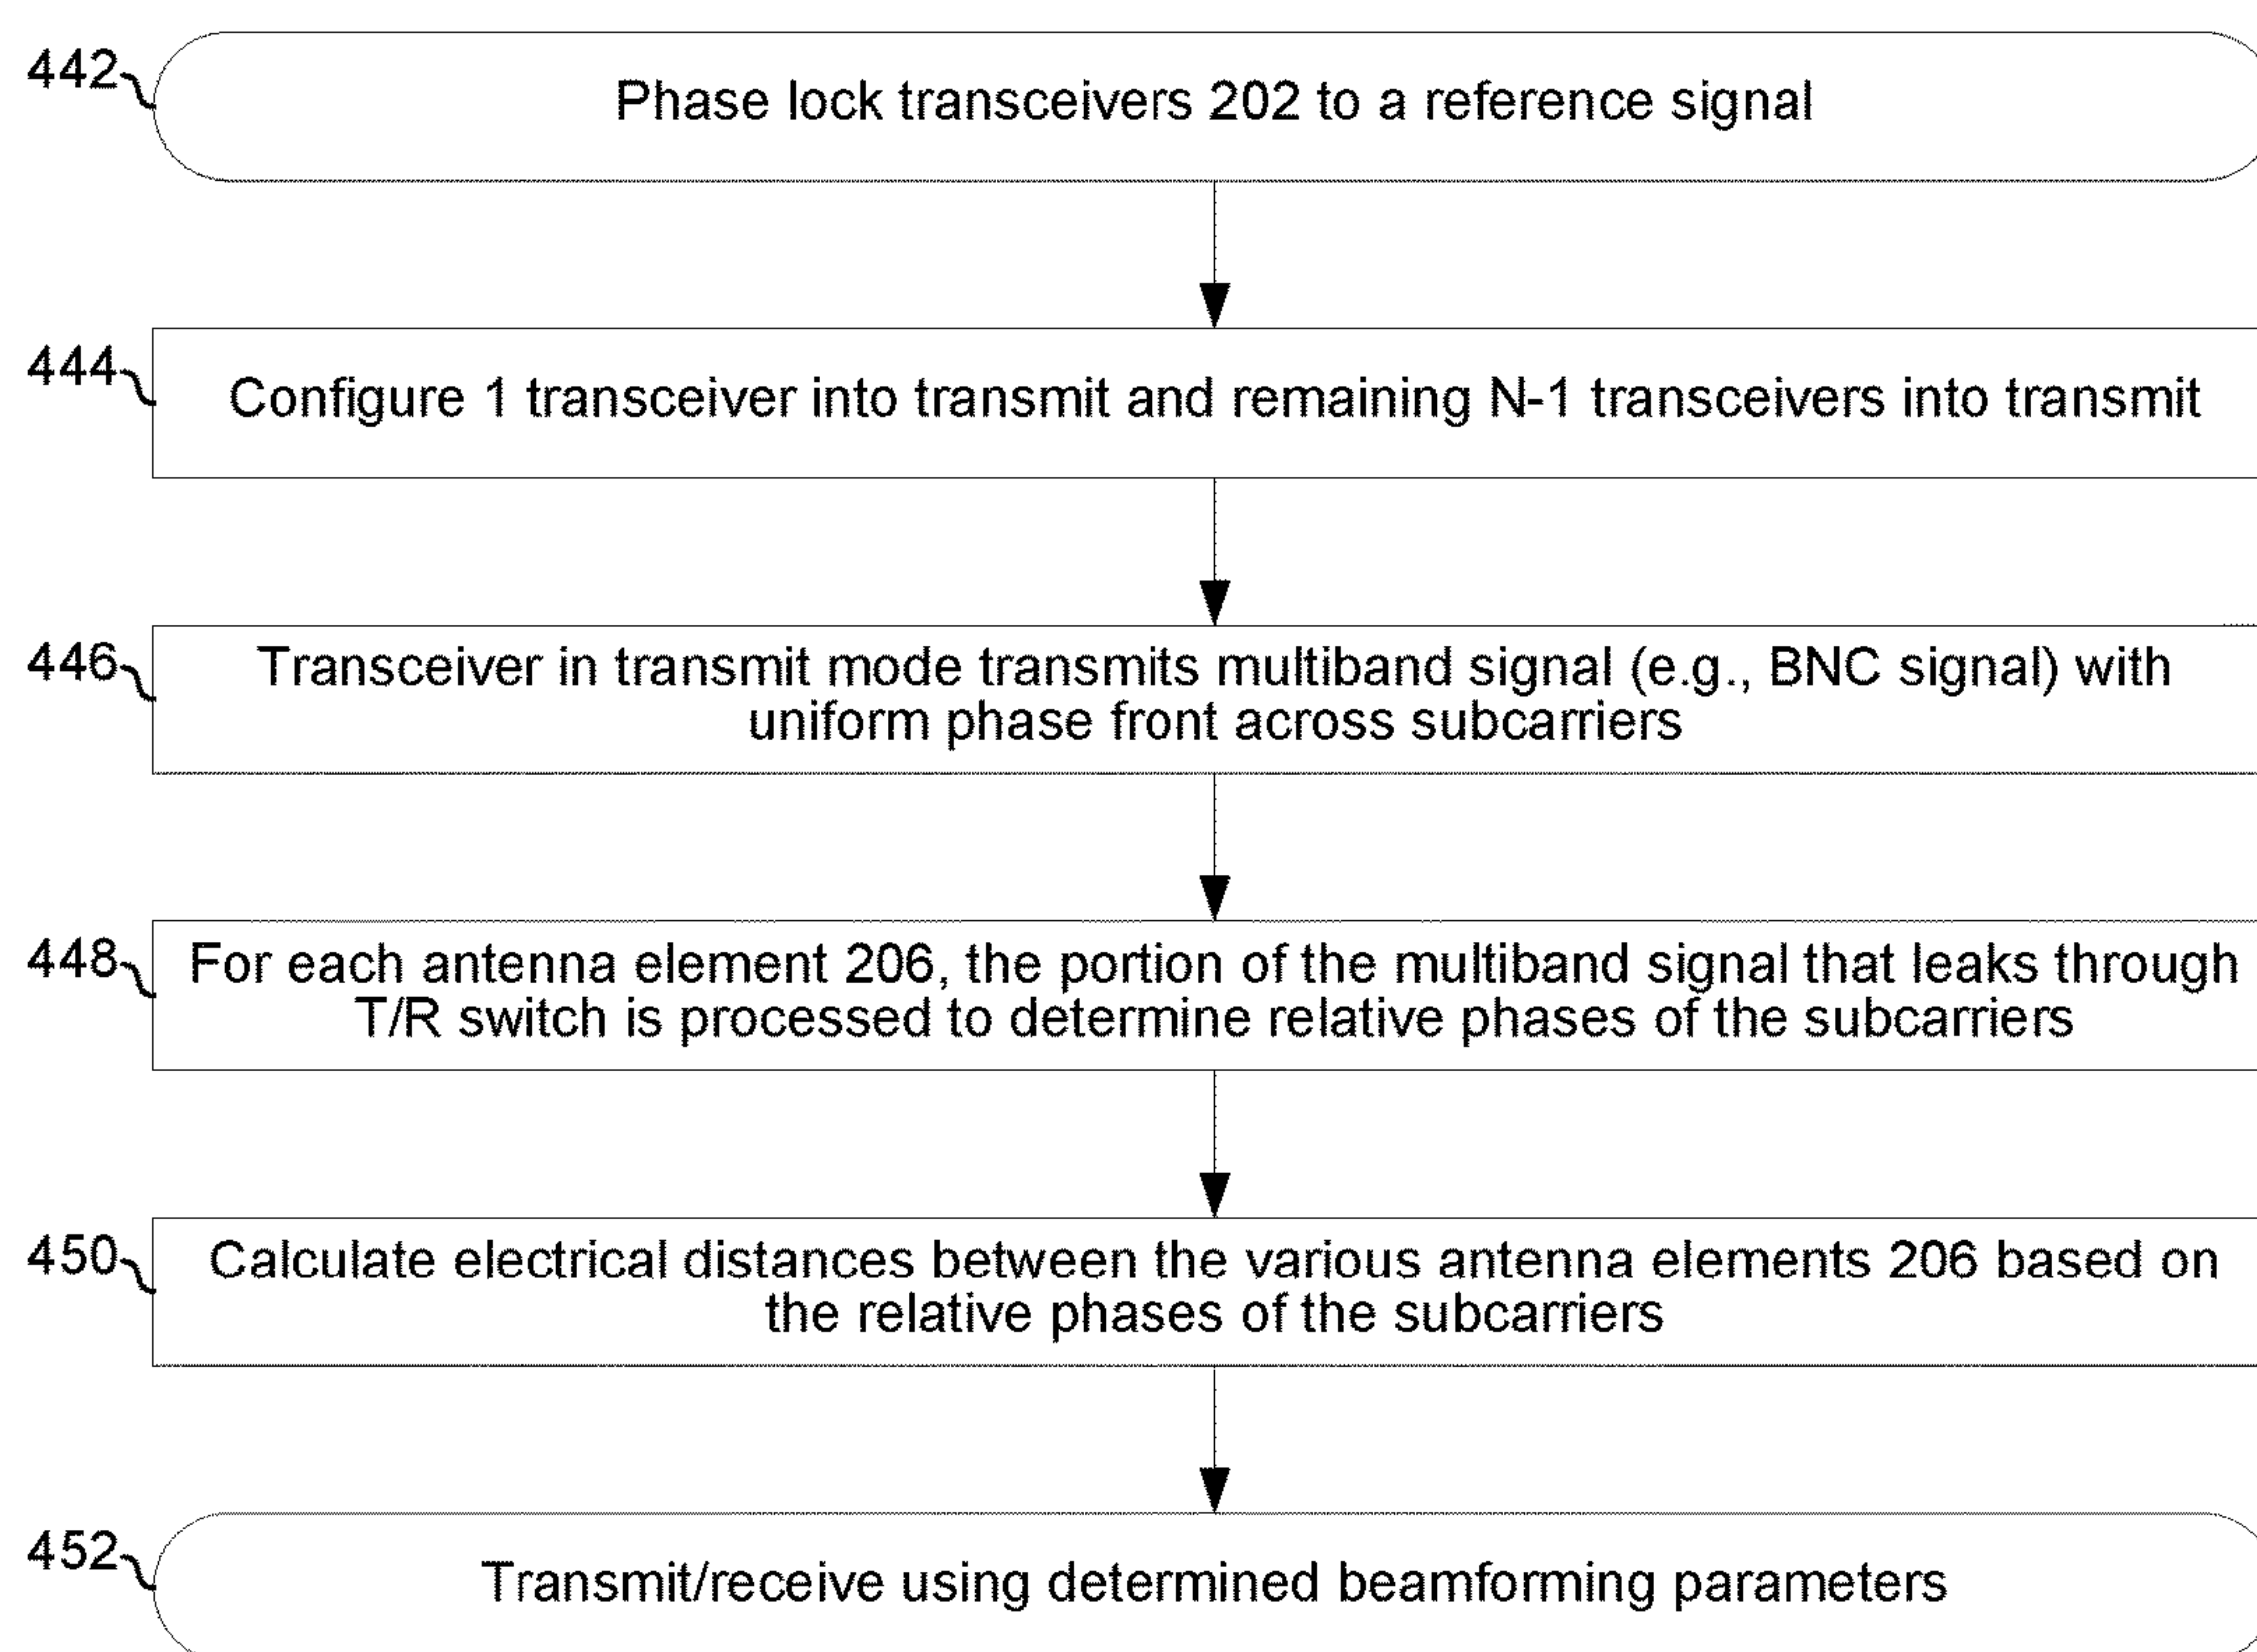 442
Phase lock transceivers 202 to a reference signal
444
Configure 1 transceiver into transmit and remaining N-1 transceivers into transmit
446
Transceiver in transmit mode transmits multiband signal (e.g., BNC signal) with
uniform phase front across subcarriers
448
For each antenna element 206, the portion of the multiband signal that leaks through
T/R switch is processed to determine relative phases of the subcarriers
450
Calculate electrical distances between the various antenna elements 206 based on
the relative phases of the subcarriers
452
Transmit/receive using determined beamforming parameters